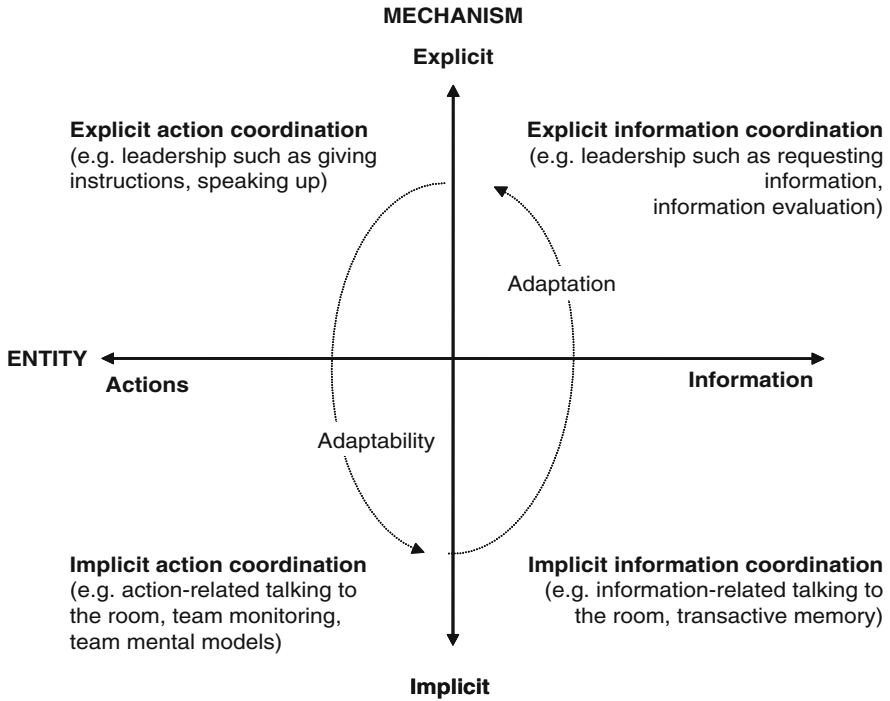 MECHANISM
Explicit
Explicit action coordination
(e.g. leadership such as giving
instructions, speaking up)
Explicit information coordination
(e.g. leadership such as requesting
information,
information evaluation)
Adaptation
ENTITY
Actions
Information
Adaptability
Implicit action coordination
(e.g. action-related talking to
the room, team monitoring,
team mental models)
Implicit information coordination
(e.g. information-related talking to
the room, transactive memory)
Implicit